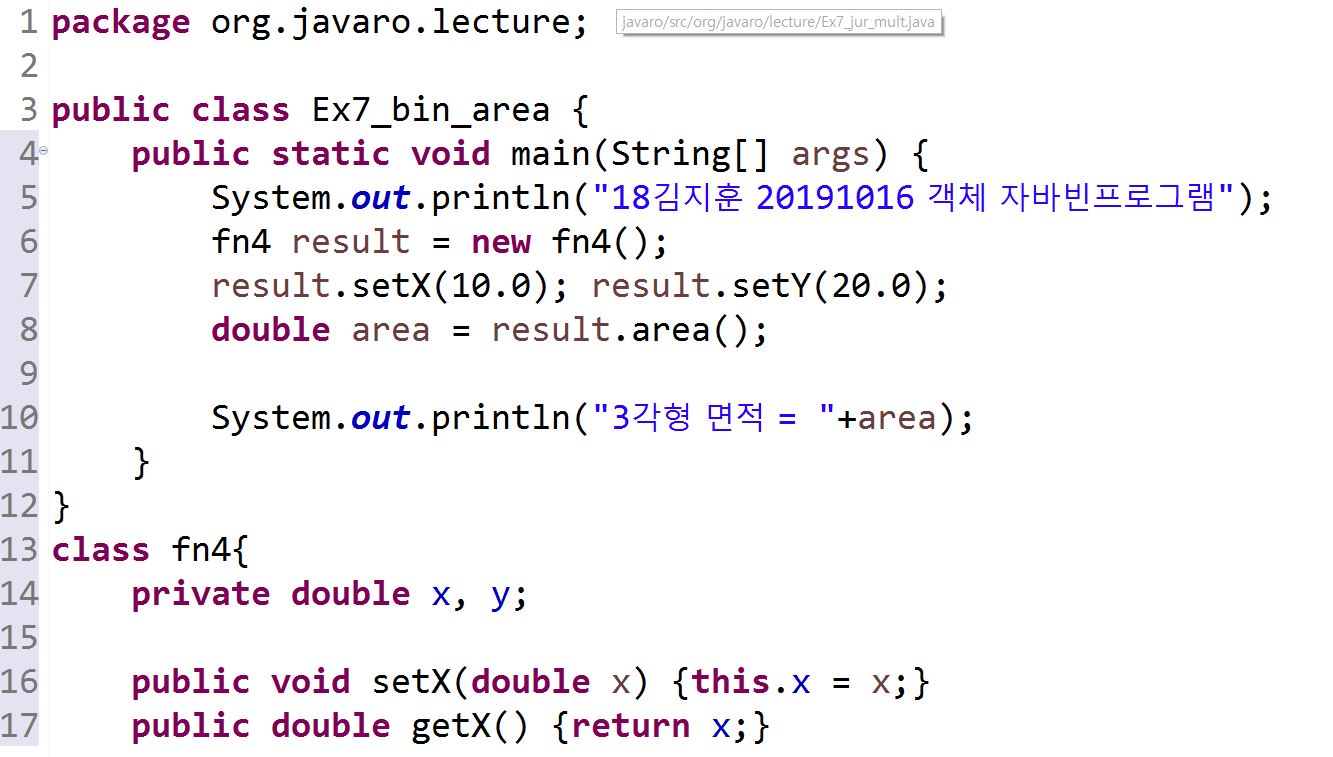 1 package org.javaro.lecture; javaro/src/org/javaro/lecture/Ex7_jur_mult.java
2
3 public class Ex7_bin_area {
4     public static void main(String[] args) {
5         System.out.println("18김지훈 20191016 객체 자바빈프로그램");
6         fn4 result = new fn4();
7         result.setX(10.0); result.setY(20.0);
8         double area = result.area();
9
10         System.out.println("3각형 면적 = "+area);
11     }
12 }
13 class fn4{
14     private double x, y;
15
16     public void setX(double x) {this.x = x;}
17     public double getX() {return x;}